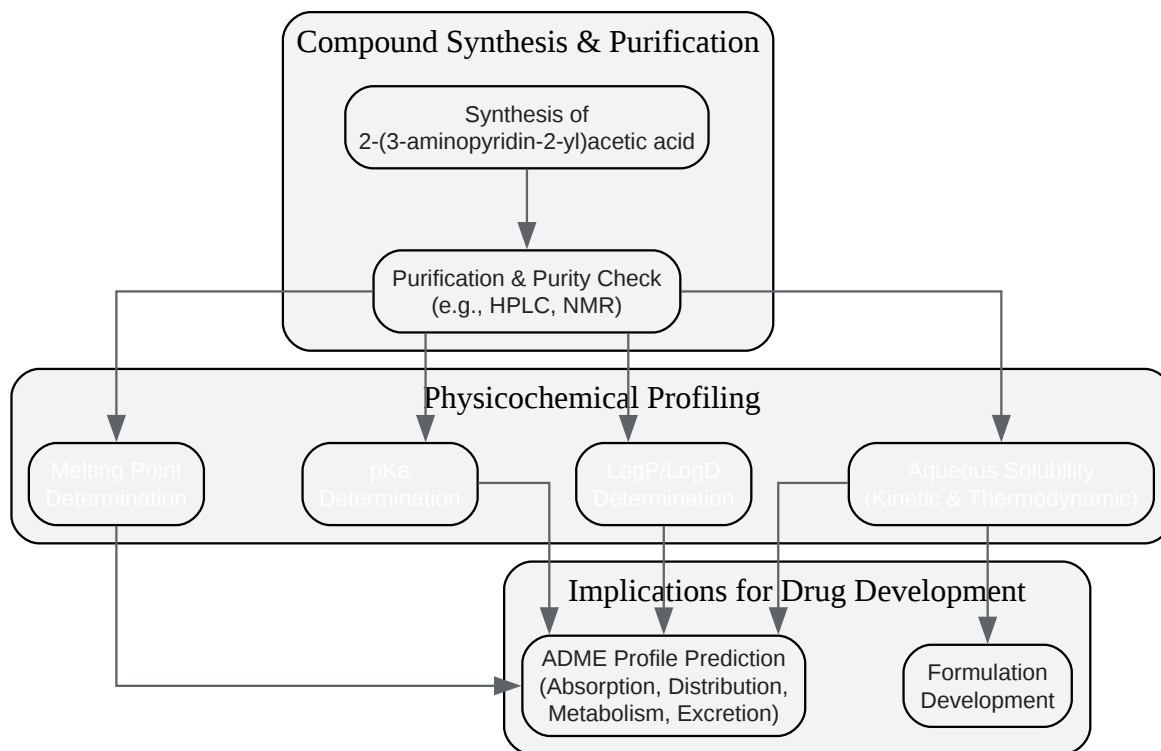 Compound Synthesis & Purification
Synthesis of
2-(3-aminopyridin-2-yl)acetic acid
Purification & Purity Check
(e.g., HPLC, NMR)
Physicochemical Profiling
Melting Point
Determination
pKa
Determination
LogP/LogD
Determination
Aqueous Solubility
(Kinetic & Thermodynamic)
Implications for Drug Development
ADME Profile Prediction
(Absorption, Distribution,
Metabolism, Excretion)
Formulation
Development